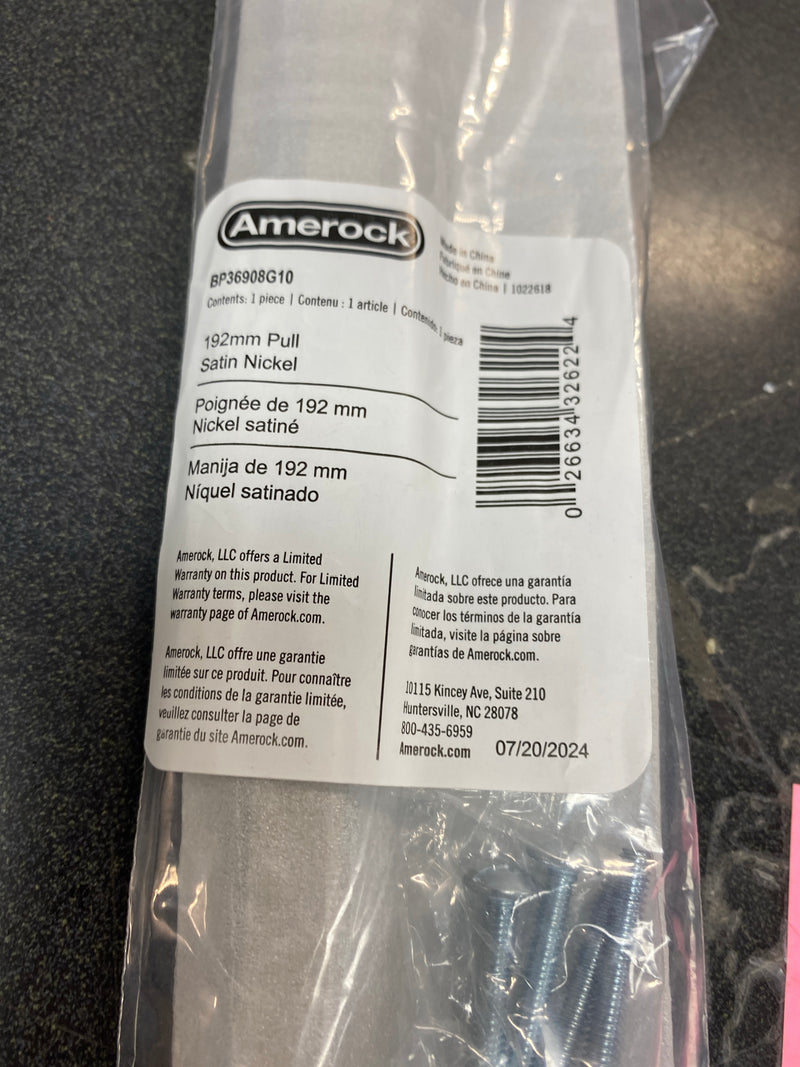 Amerock
Made in China
Fabriqué en Chine
Hecho en China | 1022618
BP36908G10
Contents: 1 piece | Contenu : 1 article | Contenido: 1 pieza
192mm Pull
Satin Nickel
Poignée de 192 mm
Nickel satiné
Manija de 192 mm
Níquel satinado
0 26634 32622 4
Amerock, LLC offers a Limited
Warranty on this product. For Limited
Warranty terms, please visit the
warranty page of Amerock.com.
Amerock, LLC offre une garantie
limitée sur ce produit. Pour connaître
les conditions de la garantie limitée,
veuillez consulter la page de
garantie du site Amerock.com.
Amerock, LLC ofrece una garantía
limitada sobre este producto. Para
conocer los términos de la garantía
limitada, visite la página sobre
garantías de Amerock.com.
10115 Kincey Ave, Suite 210
Huntersville, NC 28078
800-435-6959
Amerock.com 07/20/2024